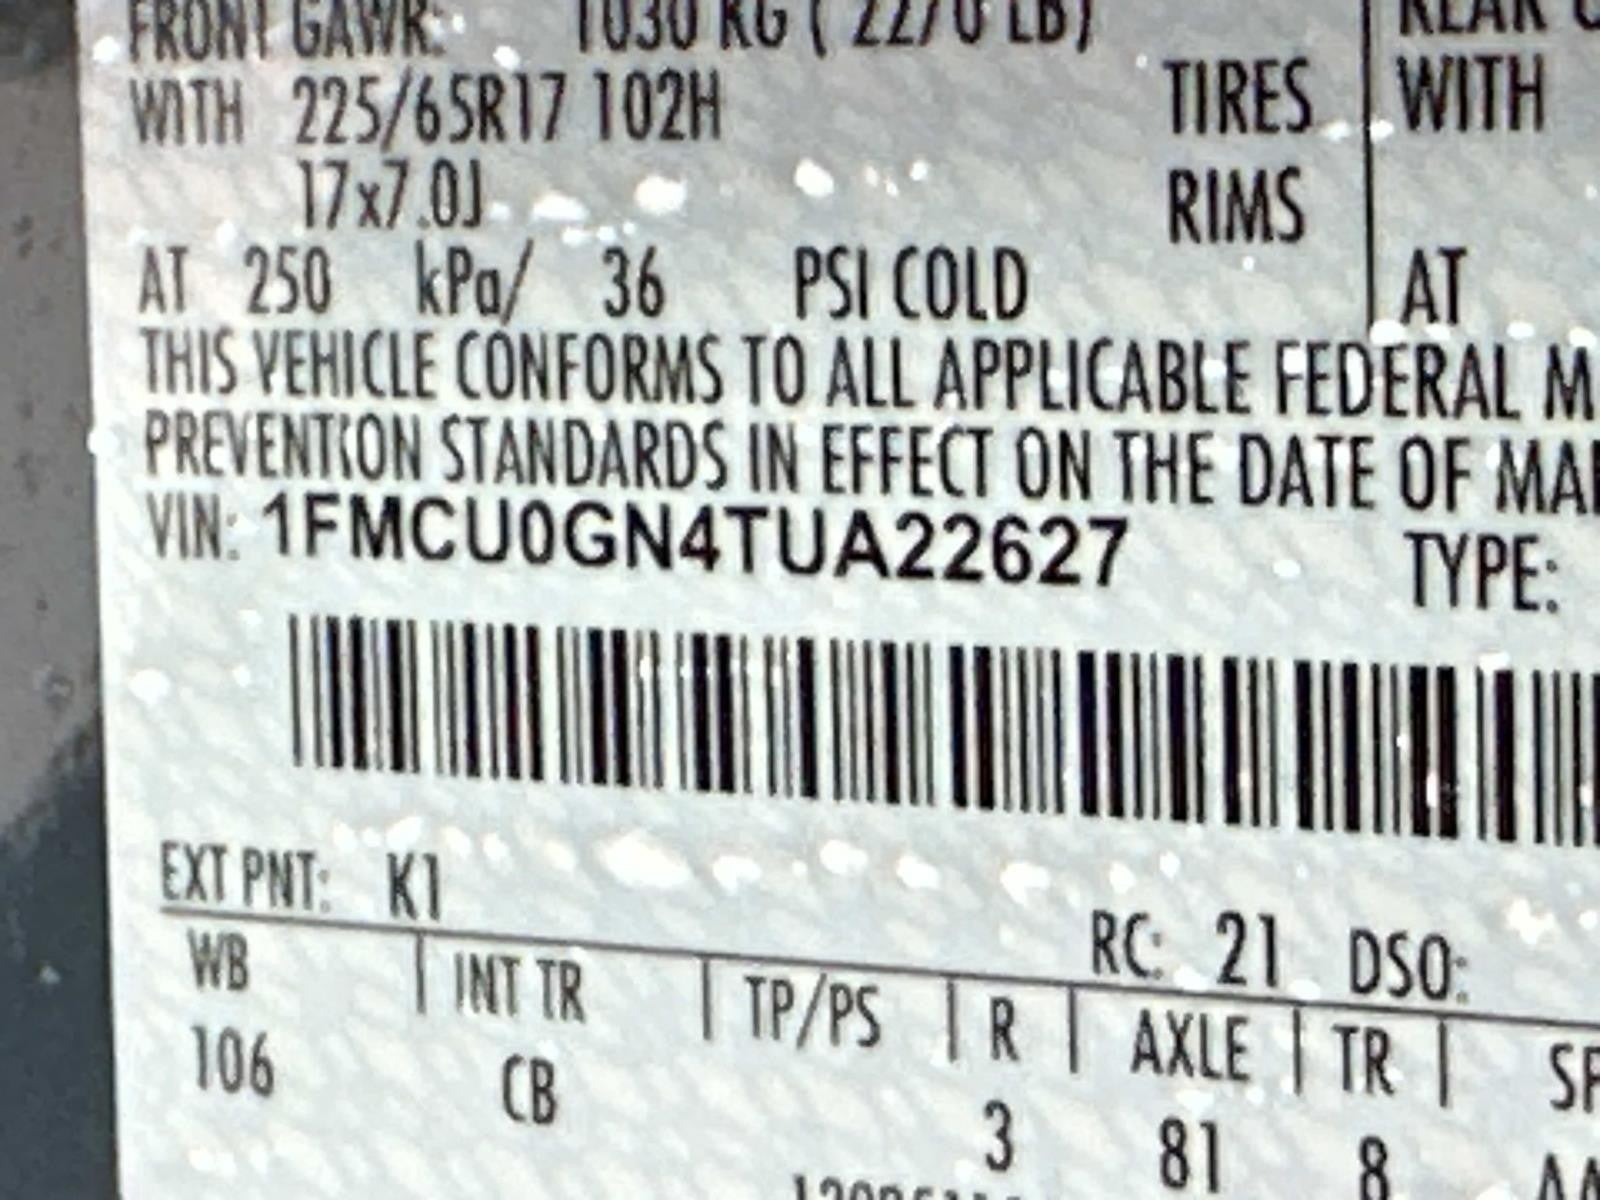 FRONT GAWR: 1030 KG ( 2270 LB) REAR
WITH 225/65R17 102H TIRES WITH
17x7.0J RIMS
AT 250 kPa/ 36 PSI COLD AT
THIS VEHICLE CONFORMS TO ALL APPLICABLE FEDERAL M
PREVENTION STANDARDS IN EFFECT ON THE DATE OF MA
VIN: 1FMCU0GN4TUA22627 TYPE:
EXT PNT: K1 RC: 21 DSO:
WB | INT TR | TP/PS | R | AXLE | TR | SP
106 CB 3 81 8